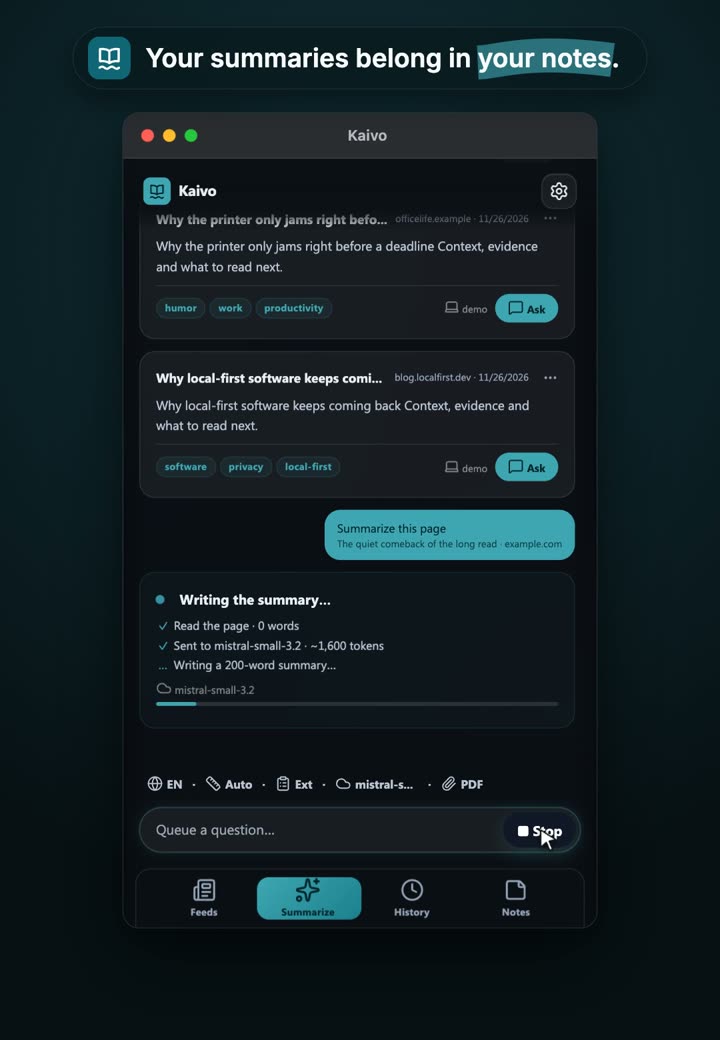 Your summaries belong in your notes.
Kaivo
Kaivo
Why the printer only jams right befo... officelife.example · 11/26/2026 ···
Why the printer only jams right before a deadline Context, evidence
and what to read next.
humor work productivity demo Ask
Why local-first software keeps comi... blog.localfirst.dev · 11/26/2026 ···
Why local-first software keeps coming back Context, evidence and
what to read next.
software privacy local-first demo Ask
Summarize this page
The quiet comeback of the long read · example.com
Writing the summary...
✓ Read the page · 0 words
✓ Sent to mistral-small-3.2 · ~1,600 tokens
... Writing a 200-word summary...
mistral-small-3.2
EN · Auto · Ext · mistral-s... · PDF
Queue a question... Stop
Feeds Summarize History Notes